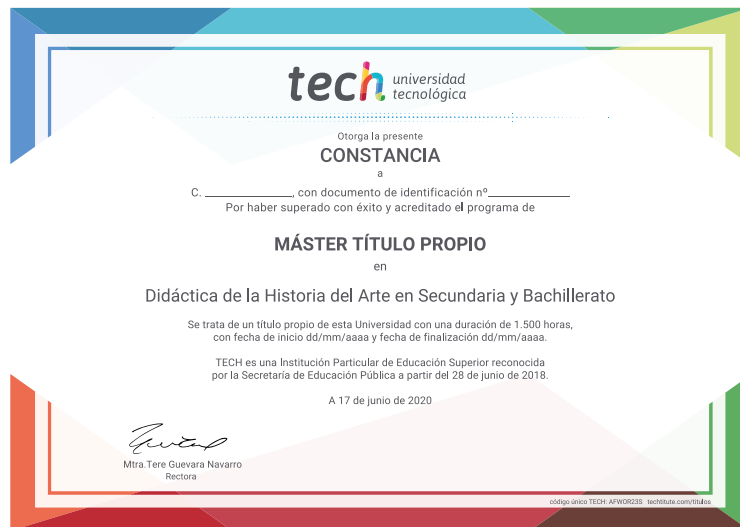 tech universidad
tecnológica
Otorga la presente
CONSTANCIA
a
C. ________________, con documento de identificación nº______________
Por haber superado con éxito y acreditado el programa de
MÁSTER TÍTULO PROPIO
en
Didáctica de la Historia del Arte en Secundaria y Bachillerato
Se trata de un título propio de esta Universidad con una duración de 1.500 horas,
con fecha de inicio dd/mm/aaaa y fecha de finalización dd/mm/aaaa.
TECH es una Institución Particular de Educación Superior reconocida
por la Secretaría de Educación Pública a partir del 28 de junio de 2018.
A 17 de junio de 2020
Mtra.Tere Guevara Navarro
Rectora
código único TECH: AFWOR23S techtitute.com/titulos